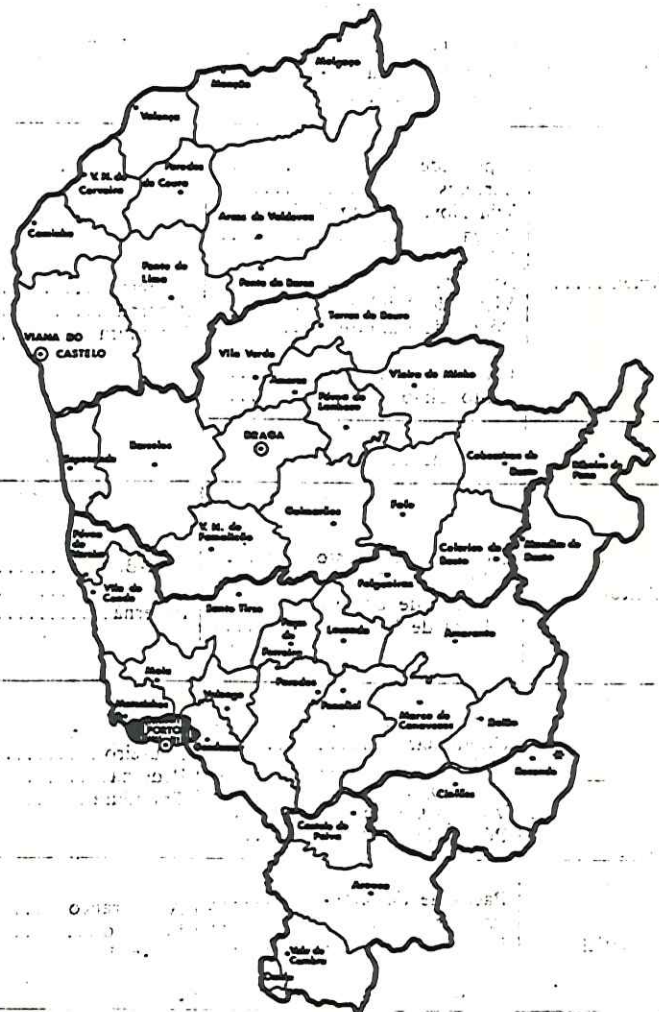 Melgaço
Monção
Valença
V. N. de
Cerveira
Paredes
de Coura
Arcos de Valdevez
Caminha
Ponte de
Lima
Ponte da Barca
Terras de Bouro
VIANA DO
CASTELO
Vila Verde
Amares
Vieira do Minho
Póvoa de
Lanhoso
BRAGA
Barcelos
Esposende
Cabeceiras de
Basto
Ribeira de
Pena
Guimarães
Fafe
V. N. de
Famalicão
Celorico de
Basto
Mondim de
Basto
Póvoa
de Varzim
Vila do
Conde
Felgueiras
Santo Tirso
Paços
de
Ferreira
Lousada
Amarante
Maia
Valongo
Paredes
Penafiel
Marco de
Canaveses
Baião
Matosinhos
PORTO
Gondomar
Resende
Cinfães
Castelo de
Paiva
Arouca
Vale de
Cambra